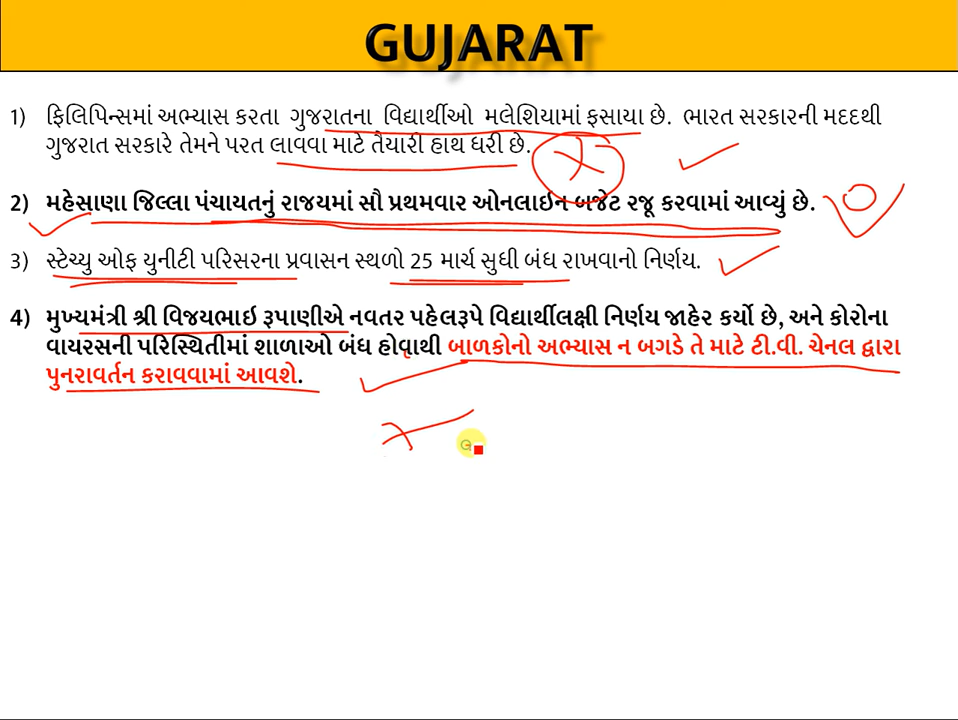 GUJARAT
1) ફિલિપિન્સમાં અભ્યાસ કરતા ગુજરાતના વિદ્યાર્થીઓ મલેશિયામાં ફસાયા છે. ભારત સરકારની મદદથી
ગુજરાત સરકારે તેમને પરત લાવવા માટે તૈયારી હાથ ધરી છે.
2) મહેસાણા જિલ્લા પંચાયતનું રાજયમાં સૌ પ્રથમવાર ઓનલાઇન બજેટ રજૂ કરવામાં આવ્યું છે.
3) સ્ટેચ્યુ ઓફ યુનીટી પરિસરના પ્રવાસન સ્થળો 25 માર્ચ સુધી બંધ રાખવાનો નિર્ણય.
4) મુખ્યમંત્રી શ્રી વિજયભાઇ રૂપાણીએ નવતર પહેલરૂપે વિદ્યાર્થીલક્ષી નિર્ણય જાહેર કર્યો છે, અને કોરોના
વાયરસની પરિસ્થિતીમાં શાળાઓ બંધ હોવાથી બાળકોનો અભ્યાસ ન બગડે તે માટે ટી.વી. ચેનલ દ્વારા
પુનરાવર્તન કરાવવામાં આવશે.